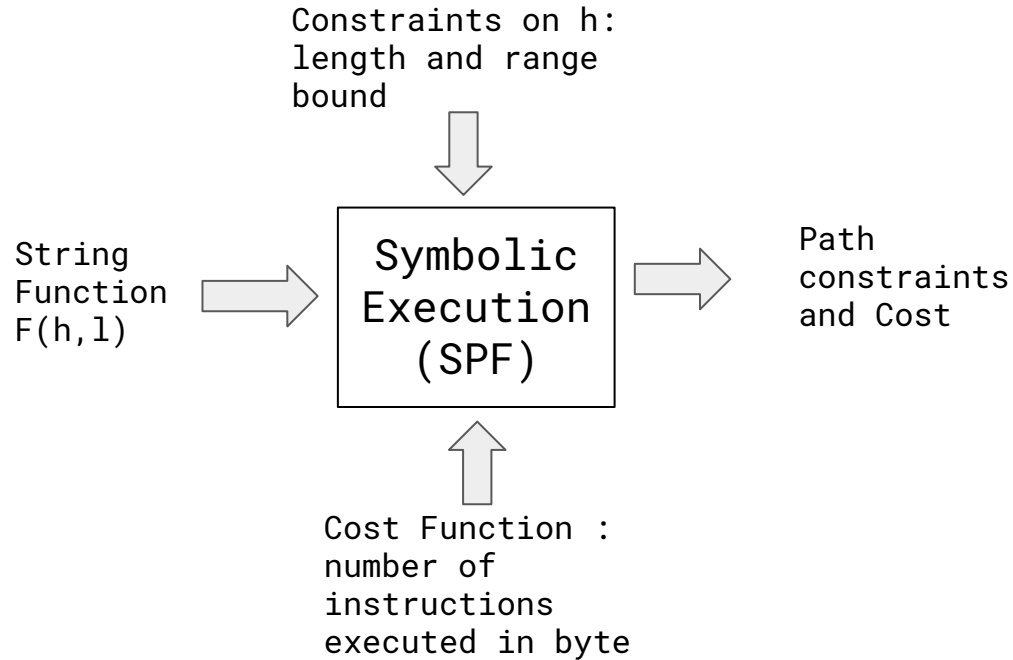 Constraints on h:
length and range
bound
String
Function
F(h,l)
Symbolic
Execution
(SPF)
Path
constraints
and Cost
Cost Function :
number of
instructions
executed in byte